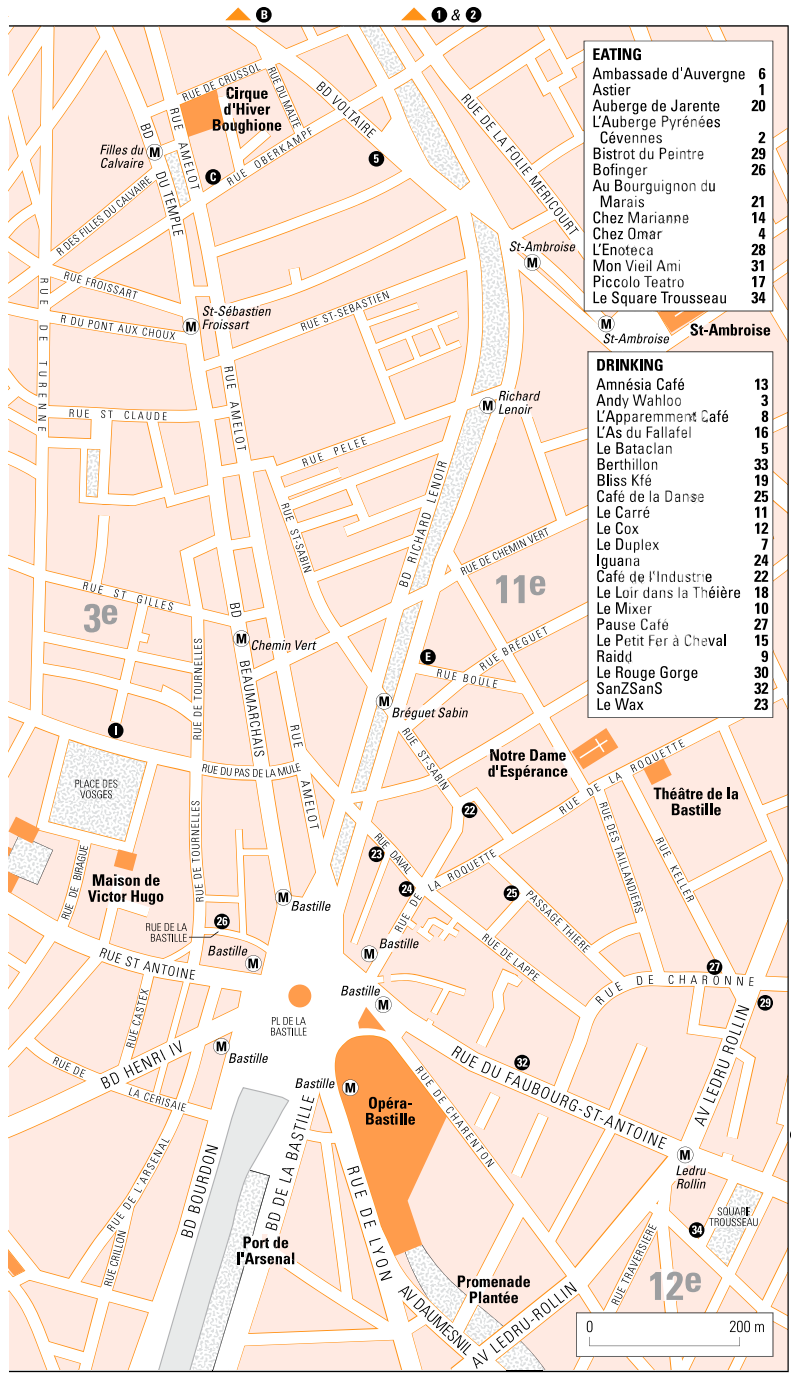 B
1 & 2
EATING
Ambassade d'Auvergne 6
Astier 1
Auberge de Jarente 20
L'Auberge Pyrénées
Cévennes 2
Bistrot du Peintre 29
Bofinger 26
Au Bourguignon du
Marais 21
Chez Marianne 14
Chez Omar 4
L'Enoteca 28
Mon Vieil Ami 31
Piccolo Teatro 17
Le Square Trousseau 34
DRINKING
Amnésia Café 13
Andy Wahloo 3
L'Apparemment Café 8
L'As du Fallafel 16
Le Bataclan 5
Berthillon 33
Bliss Kfé 19
Café de la Danse 25
Le Carré 11
Le Cox 12
Le Duplex 7
Iguana 24
Café de l'Industrie 22
Le Loir dans la Théière 18
Le Mixer 10
Pause Café 27
Le Petit Fer à Cheval 15
Raidd 9
Le Rouge Gorge 30
SanZSanS 32
Le Wax 23
RUE DE CRUSSOL
Cirque
d'Hiver
Boughione
RUE DU MALTE
BD VOLTAIRE
RUE DE LA FOLIE MERICOURT
BD DU TEMPLE
RUE AMELOT
Filles du
Calvaire
M
C
RUE OBERKAMPF
5
R DES FILLES DU CALVAIRE
St-Ambroise
M
RUE FROISSART
RUE DE TURENNE
St-Sébastien
Froissart
M
RUE ST-SEBASTIEN
R DU PONT AUX CHOUX
M
St-Ambroise
St-Ambroise
RUE AMELOT
Richard
Lenoir
M
RUE ST CLAUDE
RUE PELEE
BD RICHARD LENOIR
RUE ST-SABIN
RUE DE CHEMIN VERT
11e
RUE ST GILLES
3e
BD BEAUMARCHAIS
M
Chemin Vert
E
RUE BRÉGUET
RUE BOULE
RUE DE TOURNELLES
M
Bréguet Sabin
I
RUE AMELOT
RUE ST-SABIN
Notre Dame
d'Espérance
RUE DE LA ROQUETTE
RUE DU PAS DE LA MULE
PLACE DES
VOSGES
Théâtre de la
Bastille
22
RUE DAVAL
23
RUE DES TAILLANDIERS
RUE KELLER
RUE DE BIRAGUE
Maison de
Victor Hugo
RUE DE TOURNELLES
24
RUE DE LA ROQUETTE
25
PASSAGE THIERE
M
Bastille
26
RUE DE LA
BASTILLE
RUE DE LAPPE
Bastille
M
M
Bastille
RUE ST ANTOINE
27
RUE DE CHARONNE
29
Bastille
M
PL DE LA
BASTILLE
RUE CASTEX
BD HENRI IV
M
Bastille
32
RUE DU FAUBOURG-ST-ANTOINE
AV LEDRU ROLLIN
RUE DE
LA CERISAIE
Bastille
M
Opéra-
Bastille
RUE DE CHARENTON
RUE DE L'ARSENAL
BD BOURDON
BD DE LA BASTILLE
RUE DE LYON
M
Ledru
Rollin
SQUARE
TROUSSEAU
34
RUE CRILLON
Port de
l'Arsenal
RUE TRAVERSIERE
12e
Promenade
Plantée
AV DAUMESNIL
AV LEDRU-ROLLIN
0 200 m